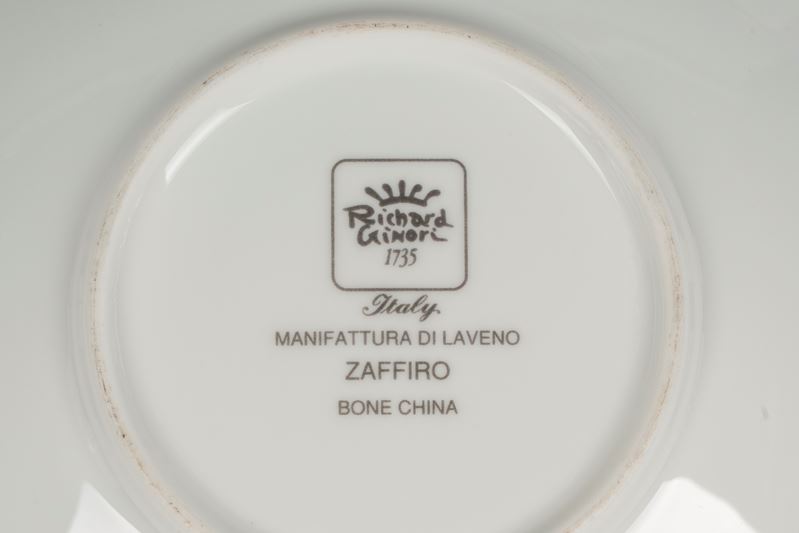 Richard
Ginori
1735
Italy
MANIFATTURA DI LAVENO
ZAFFIRO
BONE CHINA